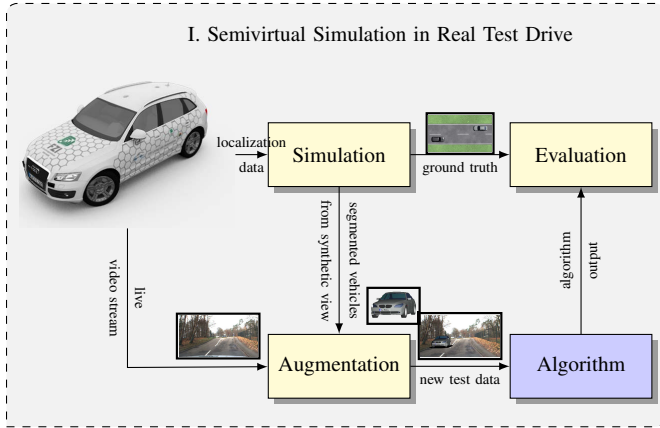 I. Semivirtual Simulation in Real Test Drive
localization
data
Simulation
ground truth
Evaluation
live
video stream
segmented vehicles
from synthetic view
algorithm
output
Augmentation
new test data
Algorithm